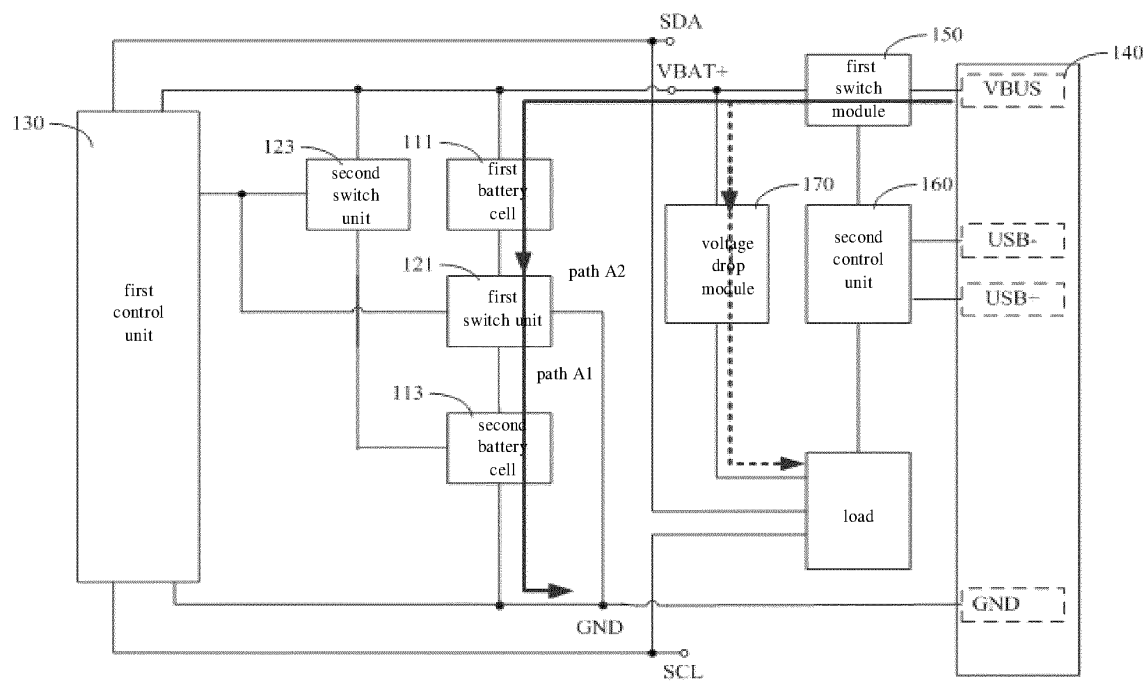 SDA
150
140
VBAT+
first
switch
module
VBUS
130
123
111
second
switch
unit
first
battery
cell
170
160
voltage
drop
module
second
control
unit
USB-
121
path A2
first
switch unit
USB+
first
control
unit
path A1
113
second
battery
cell
load
GND
GND
SCL